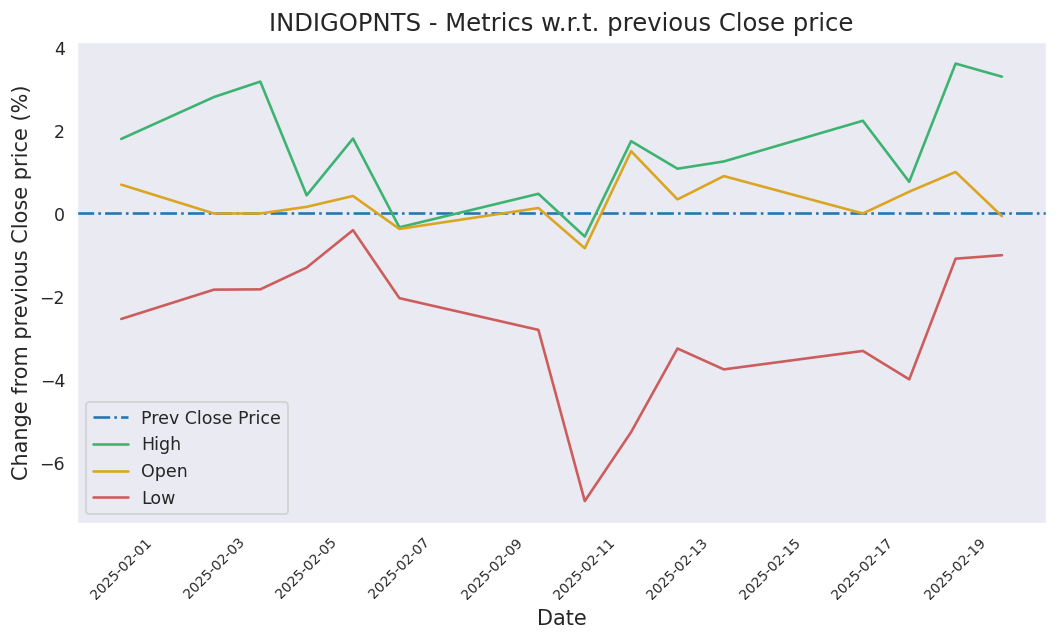 INDIGOPNTS - Metrics w.r.t. previous Close price
Change from previous Close price (%)
4
2
0
−2
−4
−6
Prev Close Price
High
Open
Low
2025-02-01
2025-02-03
2025-02-05
2025-02-07
2025-02-09
2025-02-11
2025-02-13
2025-02-15
2025-02-17
2025-02-19
Date